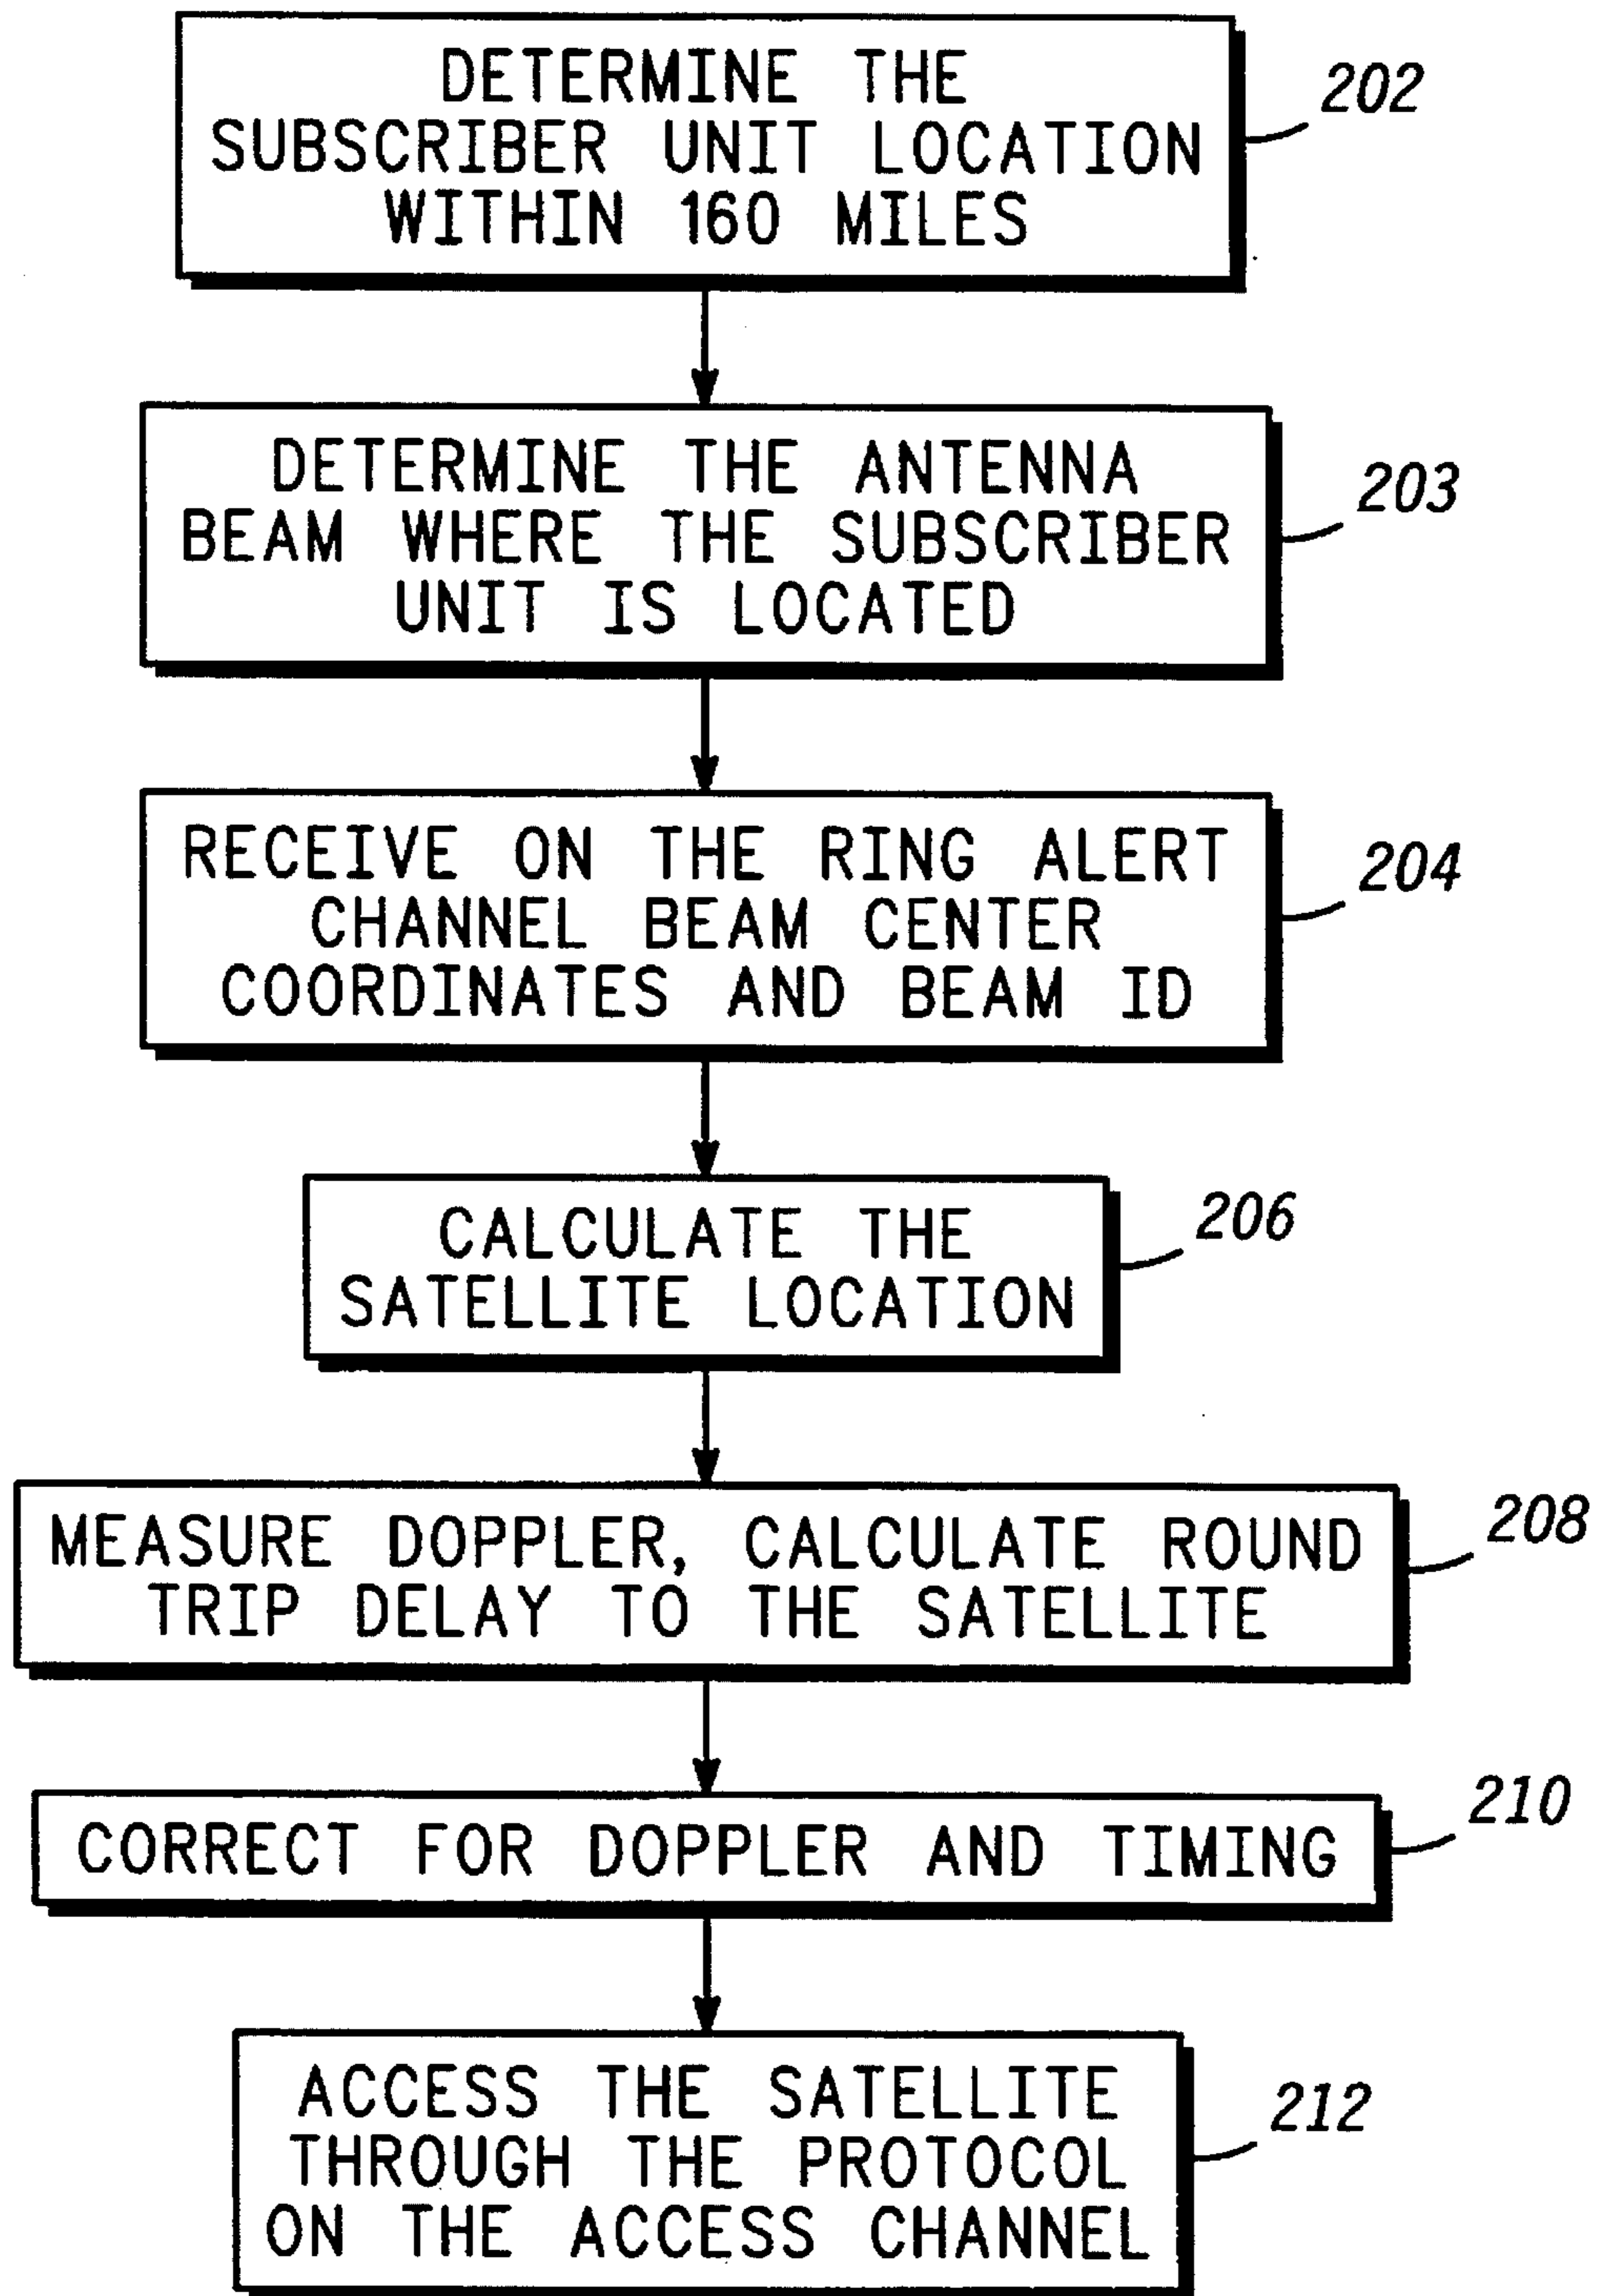 DETERMINE THE
SUBSCRIBER UNIT LOCATION
WITHIN 160 MILES
202
DETERMINE THE ANTENNA
BEAM WHERE THE SUBSCRIBER
UNIT IS LOCATED
203
RECEIVE ON THE RING ALERT
CHANNEL BEAM CENTER
COORDINATES AND BEAM ID
204
CALCULATE THE
SATELLITE LOCATION
206
MEASURE DOPPLER, CALCULATE ROUND
TRIP DELAY TO THE SATELLITE
208
CORRECT FOR DOPPLER AND TIMING
210
ACCESS THE SATELLITE
THROUGH THE PROTOCOL
ON THE ACCESS CHANNEL
212